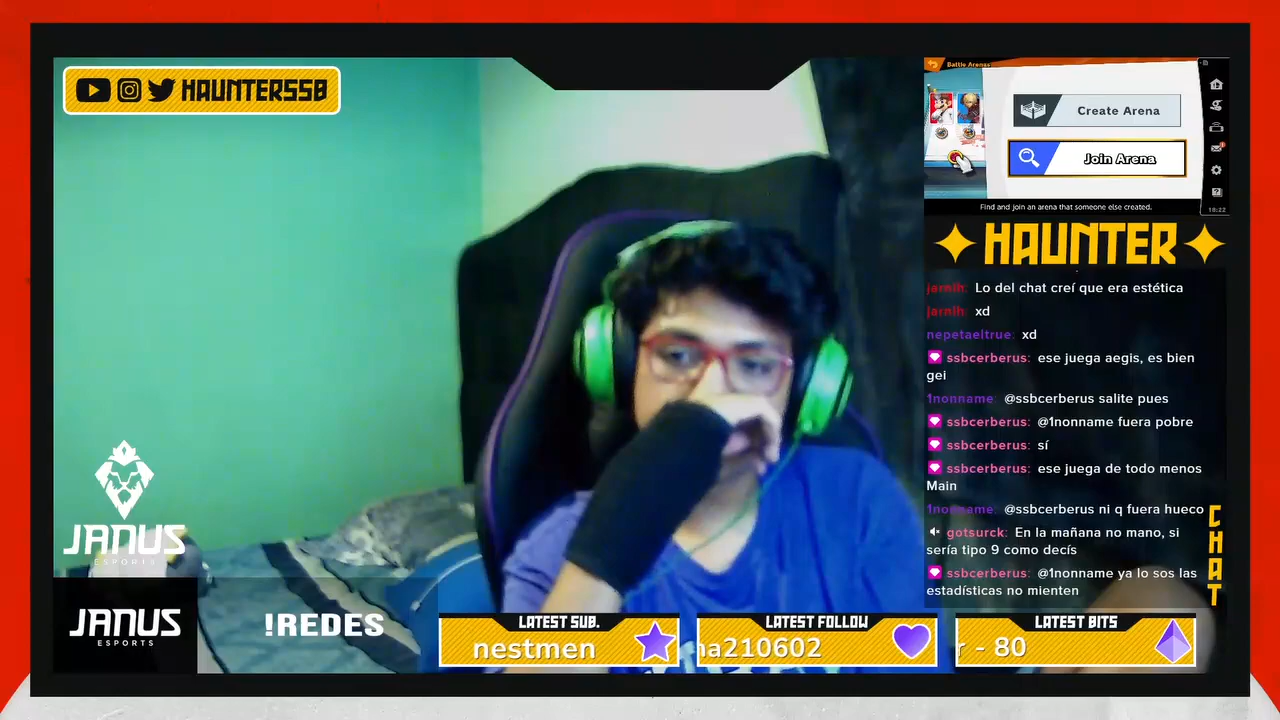 HAUNTERSSB
Battle Arenas
Create Arena
Join Arena
Find and join an arena that someone else created.
18:22
HAUNTER
jarnih: Lo del chat creí que era estética
jarnih: xd
nepetaeltrue: xd
ssbcerberus: ese juega aegis, es bien
gei
1nonname: @ssbcerberus salite pues
ssbcerberus: @1nonname fuera pobre
ssbcerberus: sí
ssbcerberus: ese juega de todo menos
Main
1nonname: @ssbcerberus ni q fuera hueco
gotsurck: En la mañana no mano, si
sería tipo 9 como decís
ssbcerberus: @1nonname ya lo sos las
estadísticas no mienten
CHAT
JANUS
ESPORTS
JANUS
ESPORTS
!REDES
LATEST SUB.
nestmen
LATEST FOLLOW
na210602
LATEST BITS
r - 80